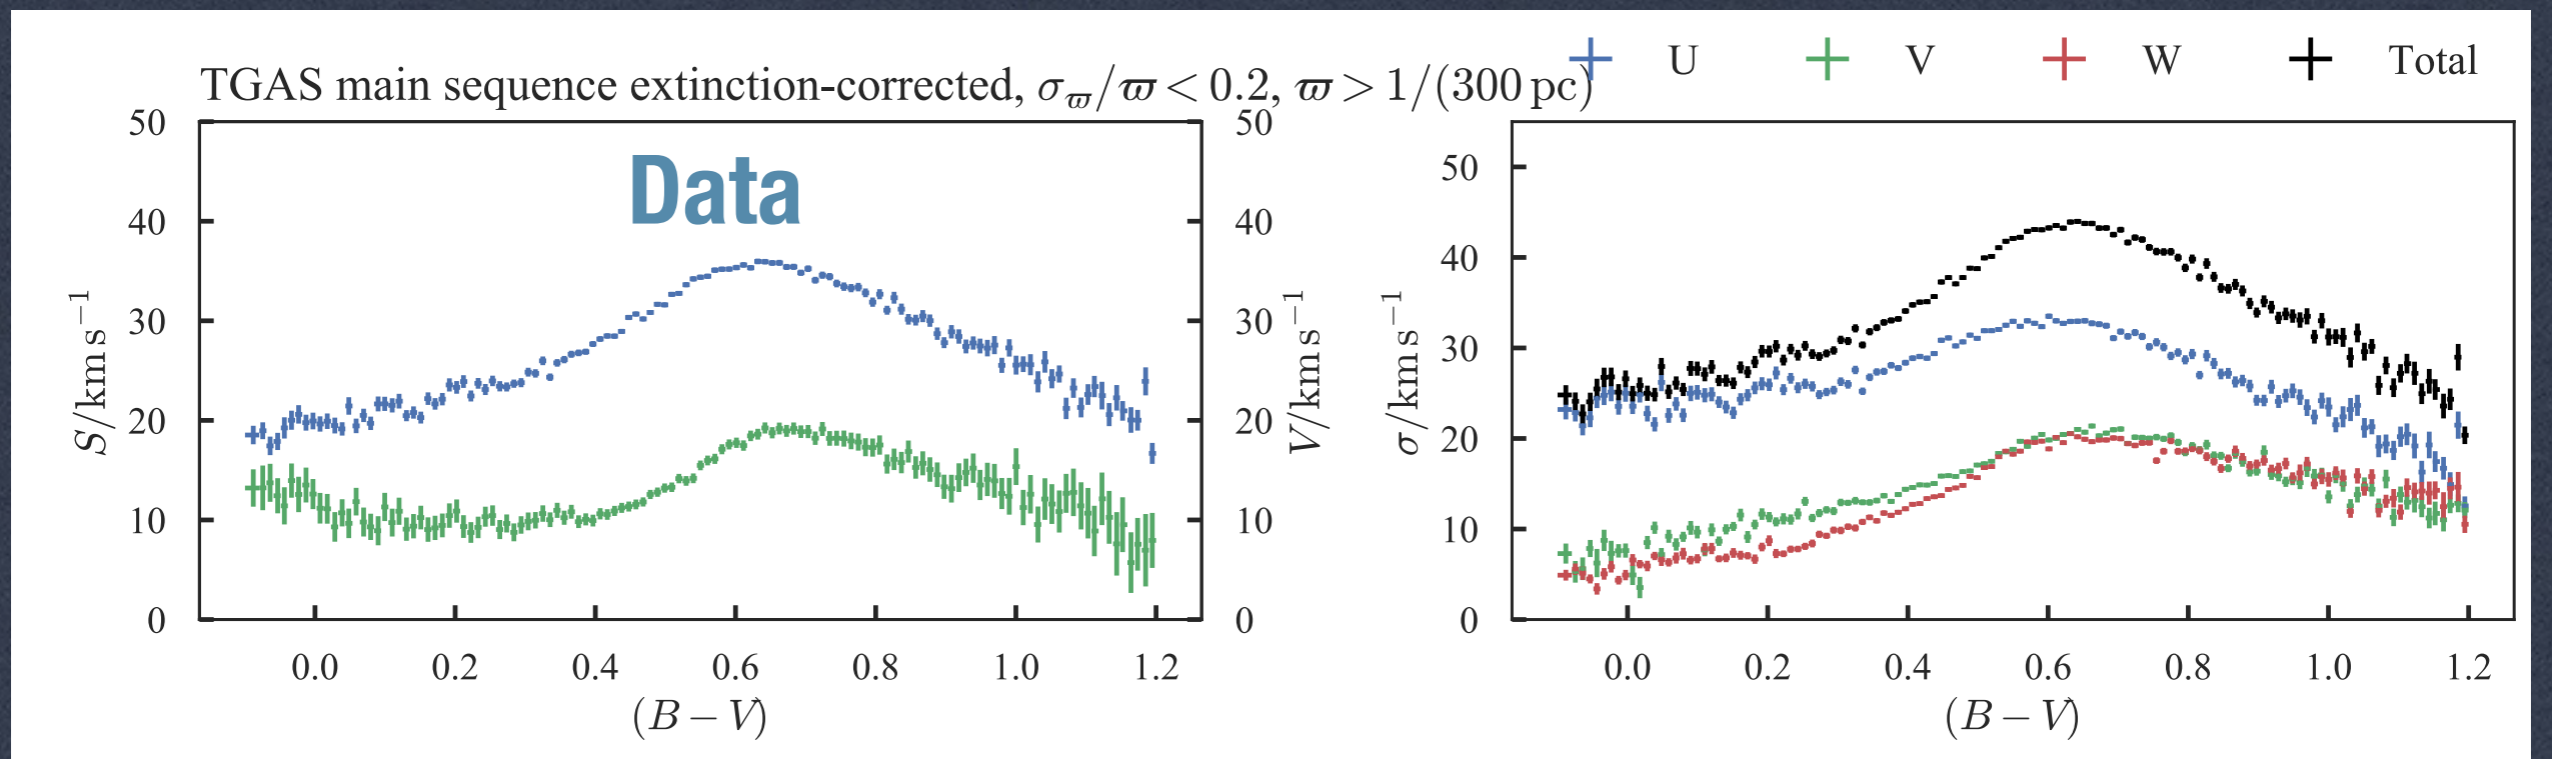 U V W Total
TGAS main sequence extinction-corrected, σ_ϖ/ϖ < 0.2, ϖ > 1/(300 pc)
Data
50
40
30
20
10
0
S/km s⁻¹
0.0 0.2 0.4 0.6 0.8 1.0 1.2
(B − V)
50
40
30
20
10
0
V/km s⁻¹
50
40
30
20
10
0
σ/km s⁻¹
0.0 0.2 0.4 0.6 0.8 1.0 1.2
(B − V)